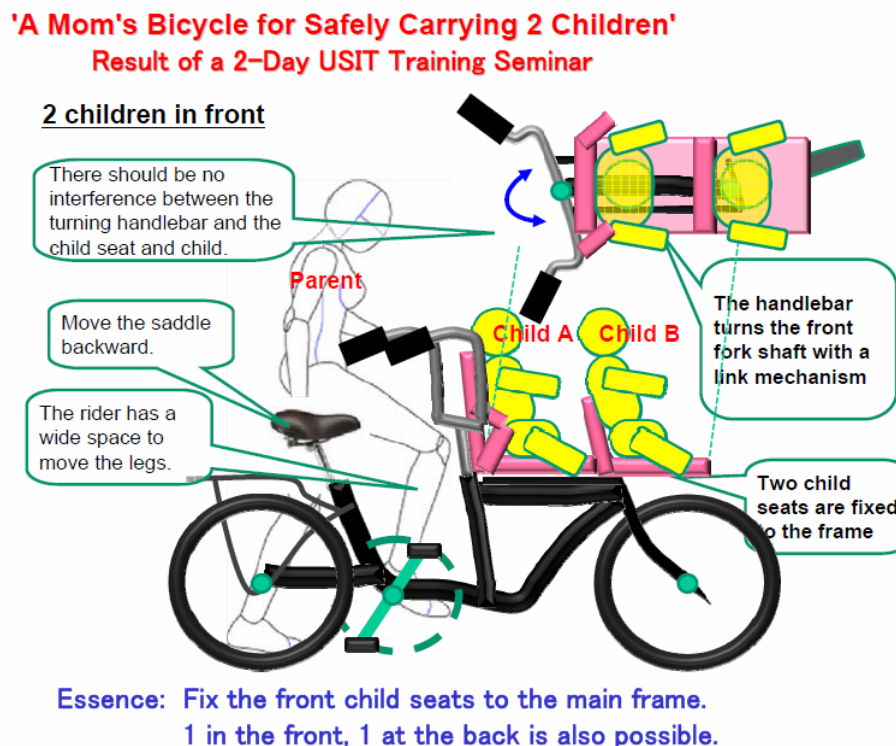 'A Mom's Bicycle for Safely Carrying 2 Children'
Result of a 2-Day USIT Training Seminar
2 children in front
There should be no
interference between the
turning handlebar and the
child seat and child.
Parent
Move the saddle
backward.
The rider has a
wide space to
move the legs.
Child A
Child B
The handlebar
turns the front
fork shaft with a
link mechanism
Two child
seats are fixed
to the frame
Essence: Fix the front child seats to the main frame.
1 in the front, 1 at the back is also possible.